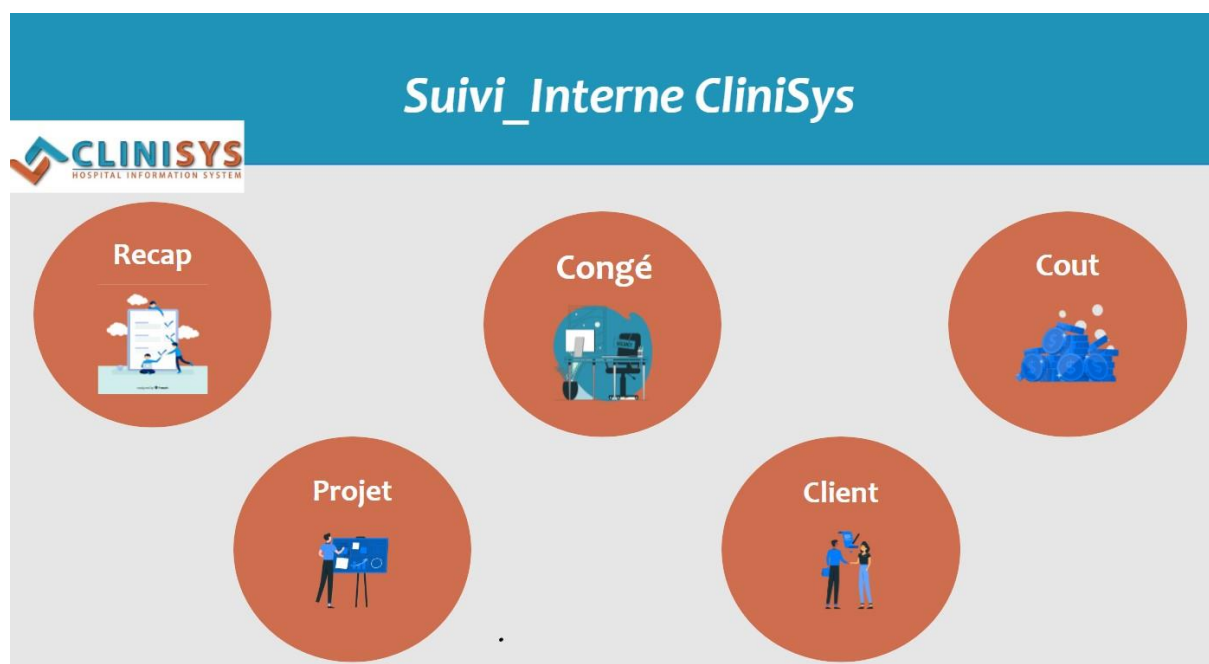 Suivi_Interne CliniSys
CLINISYS
HOSPITAL INFORMATION SYSTEM
Recap
Congé
Cout
Projet
Client
.